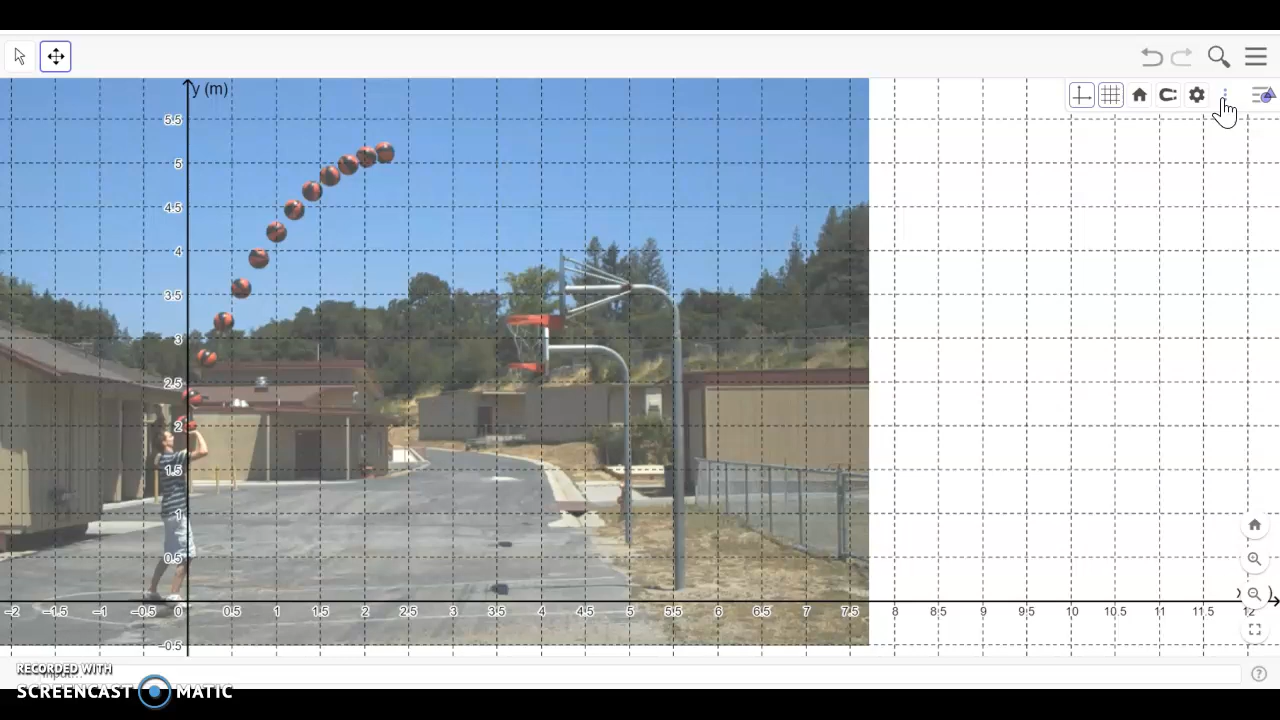 y (m)
5.5
5
4.5
4
3.5
3
2.5
2
1.5
1
0.5
–2 –1.5 –1 –0.5 0 0.5 1 1.5 2 2.5 3 3.5 4 4.5 5 5.5 6 6.5 7 7.5 8 8.5 9 9.5 10 10.5 11 11.5 12
–0.5
Input...
RECORDED WITH
SCREENCAST MATIC